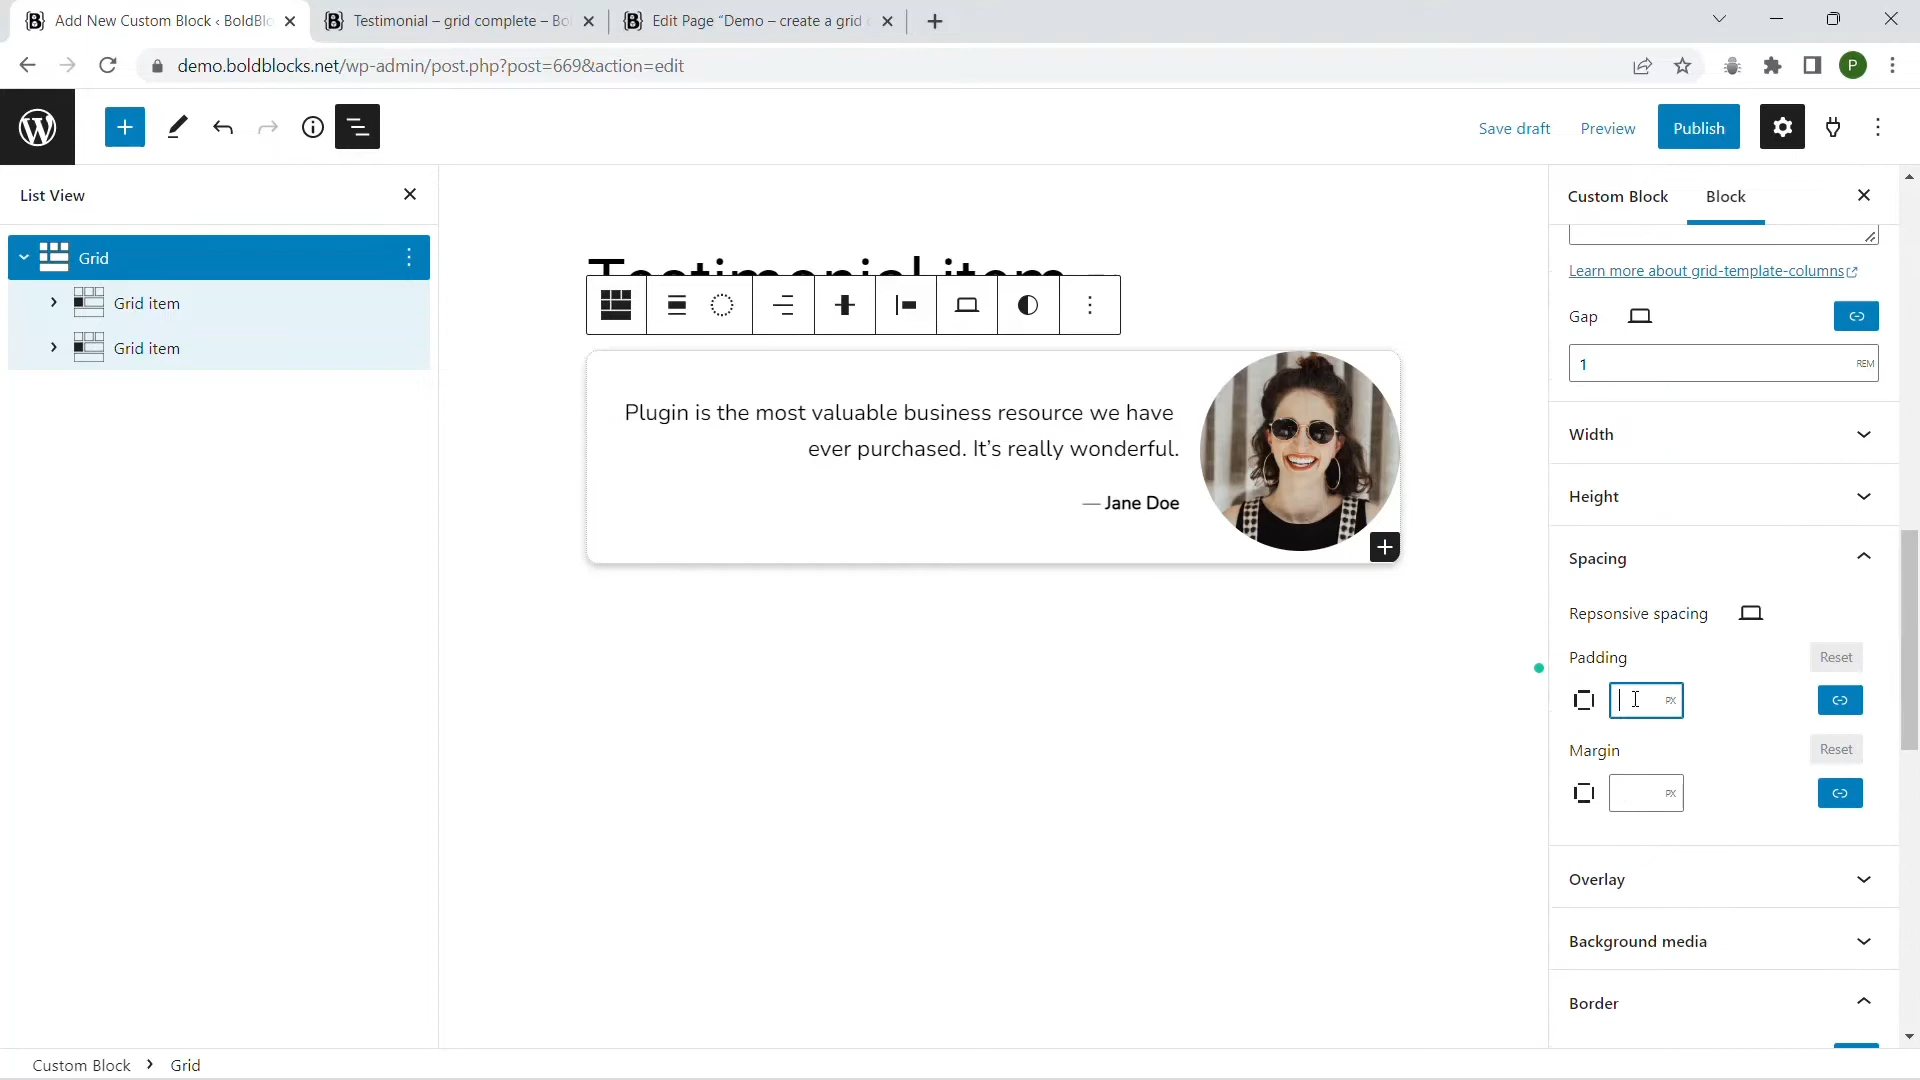 Add New Custom Block ‹ BoldBlo
Testimonial – grid complete – Bo
Edit Page "Demo – create a grid
demo.boldblocks.net/wp-admin/post.php?post=669&action=edit
P
Save draft
Preview
Publish
List View
Grid
Grid item
Grid item
Testimonial item
Plugin is the most valuable business resource we have
ever purchased. It's really wonderful.
— Jane Doe
Custom Block
Block
Learn more about grid-template-columns
Gap
1
REM
Width
Height
Spacing
Repsonsive spacing
Padding
Reset
PX
Margin
Reset
PX
Overlay
Background media
Border
Custom Block
Grid